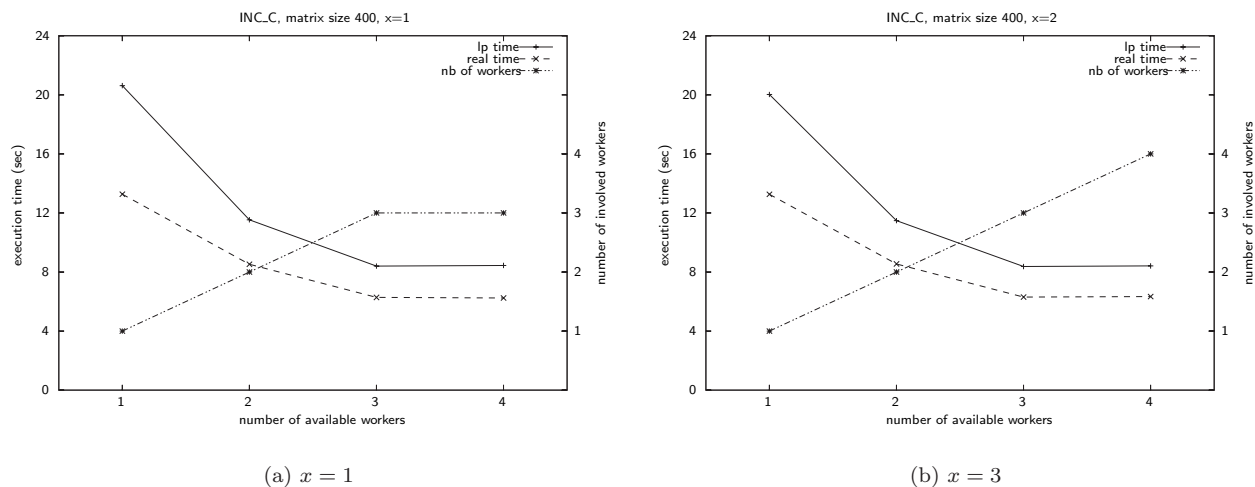 INC_C, matrix size 400, x=1
24
20
16
12
8
4
0
execution time (sec)
lp time
real time
nb of workers
4
3
2
1
number of involved workers
1 2 3 4
number of available workers
(a) x = 1
INC_C, matrix size 400, x=2
24
20
16
12
8
4
0
execution time (sec)
lp time
real time
nb of workers
4
3
2
1
number of involved workers
1 2 3 4
number of available workers
(b) x = 3